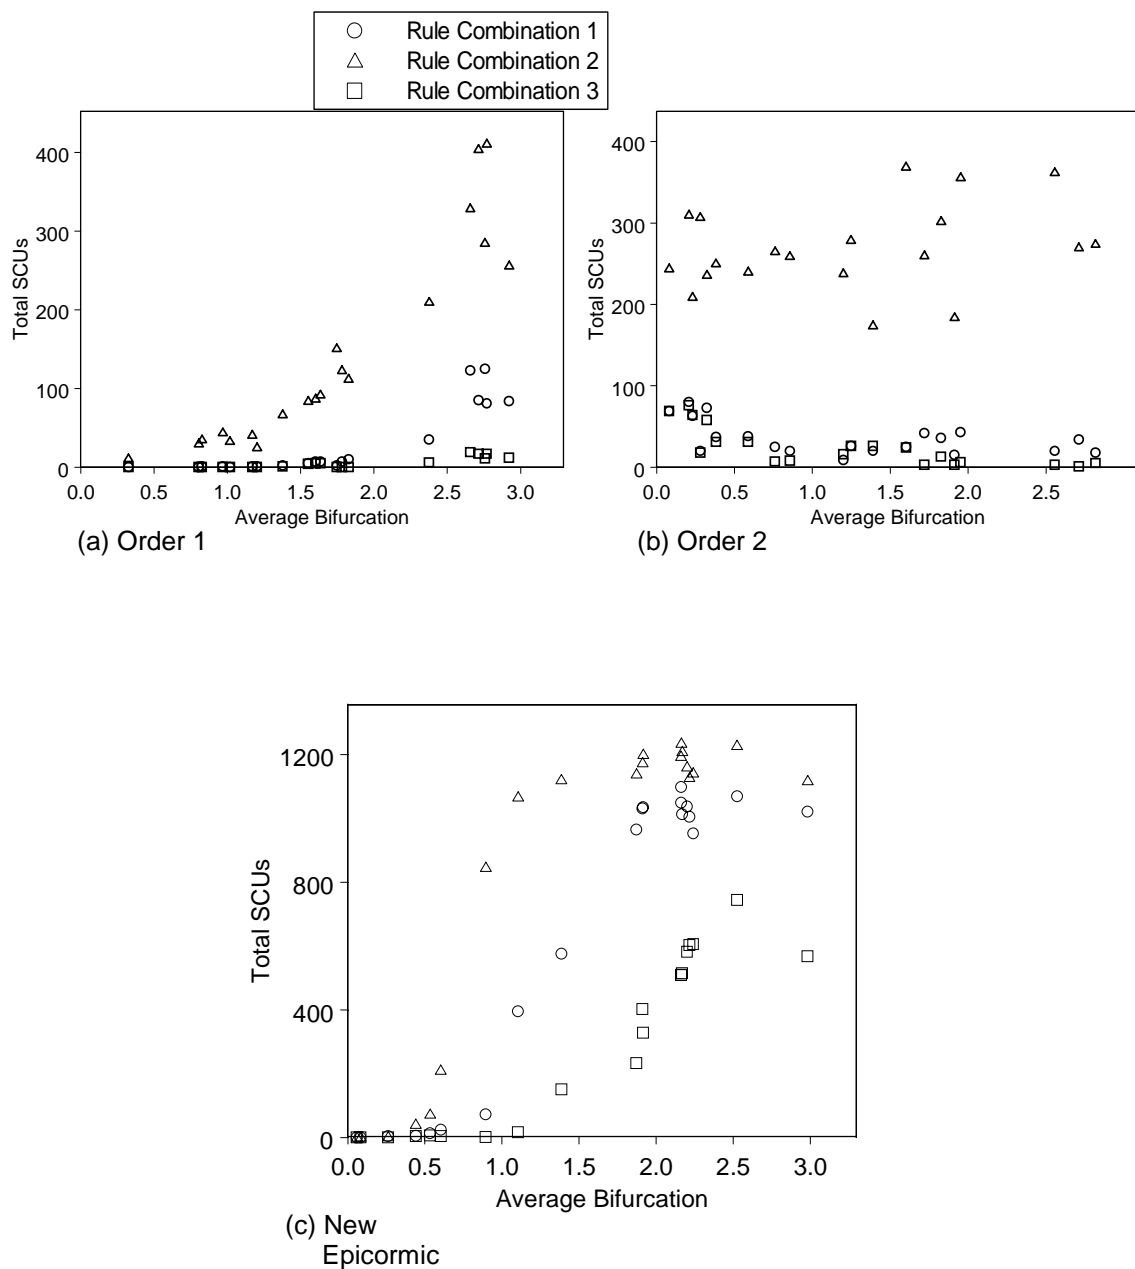 Rule Combination 1
Rule Combination 2
Rule Combination 3
Total SCUs
400
300
200
100
0
0.0 0.5 1.0 1.5 2.0 2.5 3.0
Average Bifurcation
(a) Order 1
Total SCUs
400
300
200
100
0
0.0 0.5 1.0 1.5 2.0 2.5
Average Bifurcation
(b) Order 2
Total SCUs
1200
800
400
0
0.0 0.5 1.0 1.5 2.0 2.5 3.0
Average Bifurcation
(c) New
Epicormic